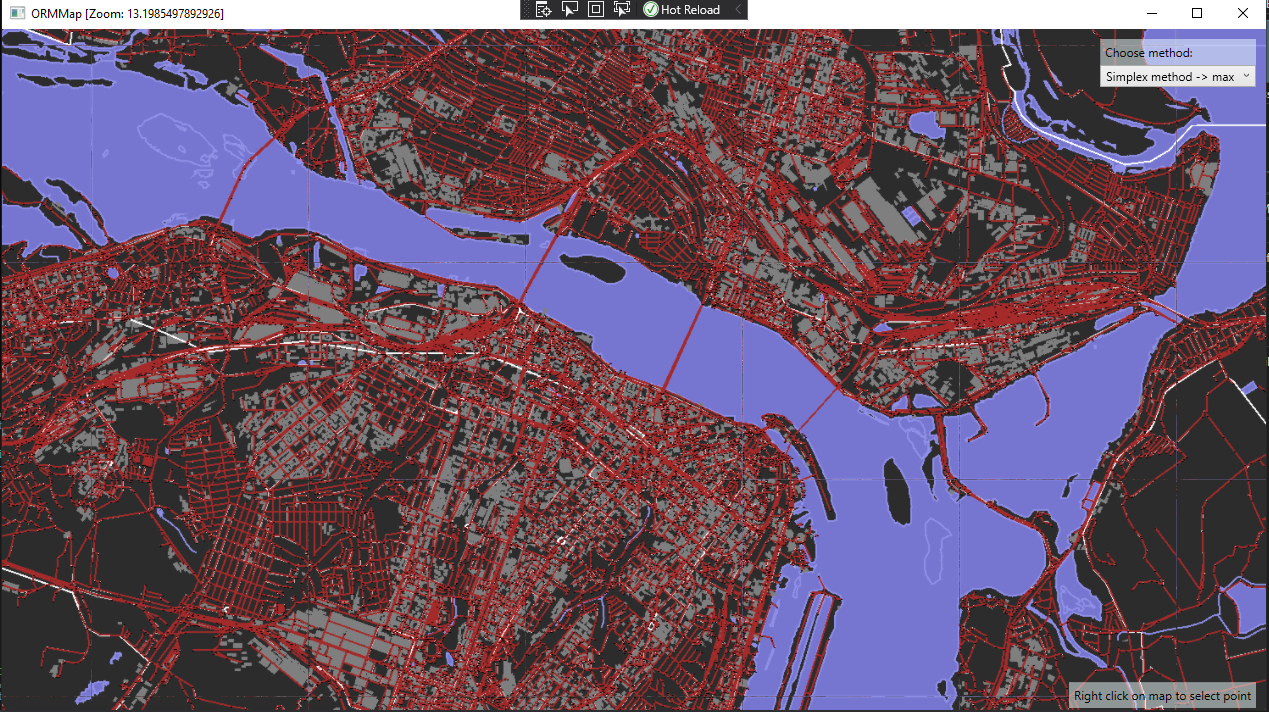 ORMMap [Zoom: 13.1985497892926]
Hot Reload
Choose method:
Simplex method -> max
Right click on map to select point